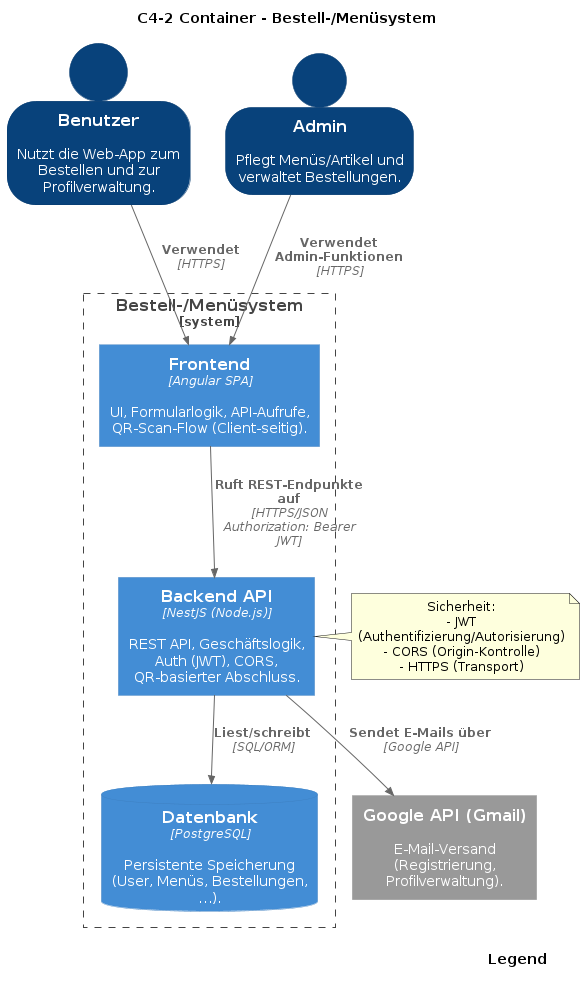 C4-2 Container - Bestell-/Menüsystem
Benutzer
Nutzt die Web-App zum
Bestellen und zur
Profilverwaltung.
Admin
Pflegt Menüs/Artikel und
verwaltet Bestellungen.
Verwendet
[HTTPS]
Verwendet
Admin-Funktionen
[HTTPS]
Bestell-/Menüsystem
[system]
Frontend
[Angular SPA]
UI, Formularlogik, API-Aufrufe,
QR-Scan-Flow (Client-seitig).
Ruft REST-Endpunkte
auf
[HTTPS/JSON
Authorization: Bearer
JWT]
Backend API
[NestJS (Node.js)]
REST API, Geschäftslogik,
Auth (JWT), CORS,
QR-basierter Abschluss.
Sicherheit:
- JWT
(Authentifizierung/Autorisierung)
- CORS (Origin-Kontrolle)
- HTTPS (Transport)
Liest/schreibt
[SQL/ORM]
Sendet E-Mails über
[Google API]
Datenbank
[PostgreSQL]
Persistente Speicherung
(User, Menüs, Bestellungen,
…).
Google API (Gmail)
E-Mail-Versand
(Registrierung,
Profilverwaltung).
Legend